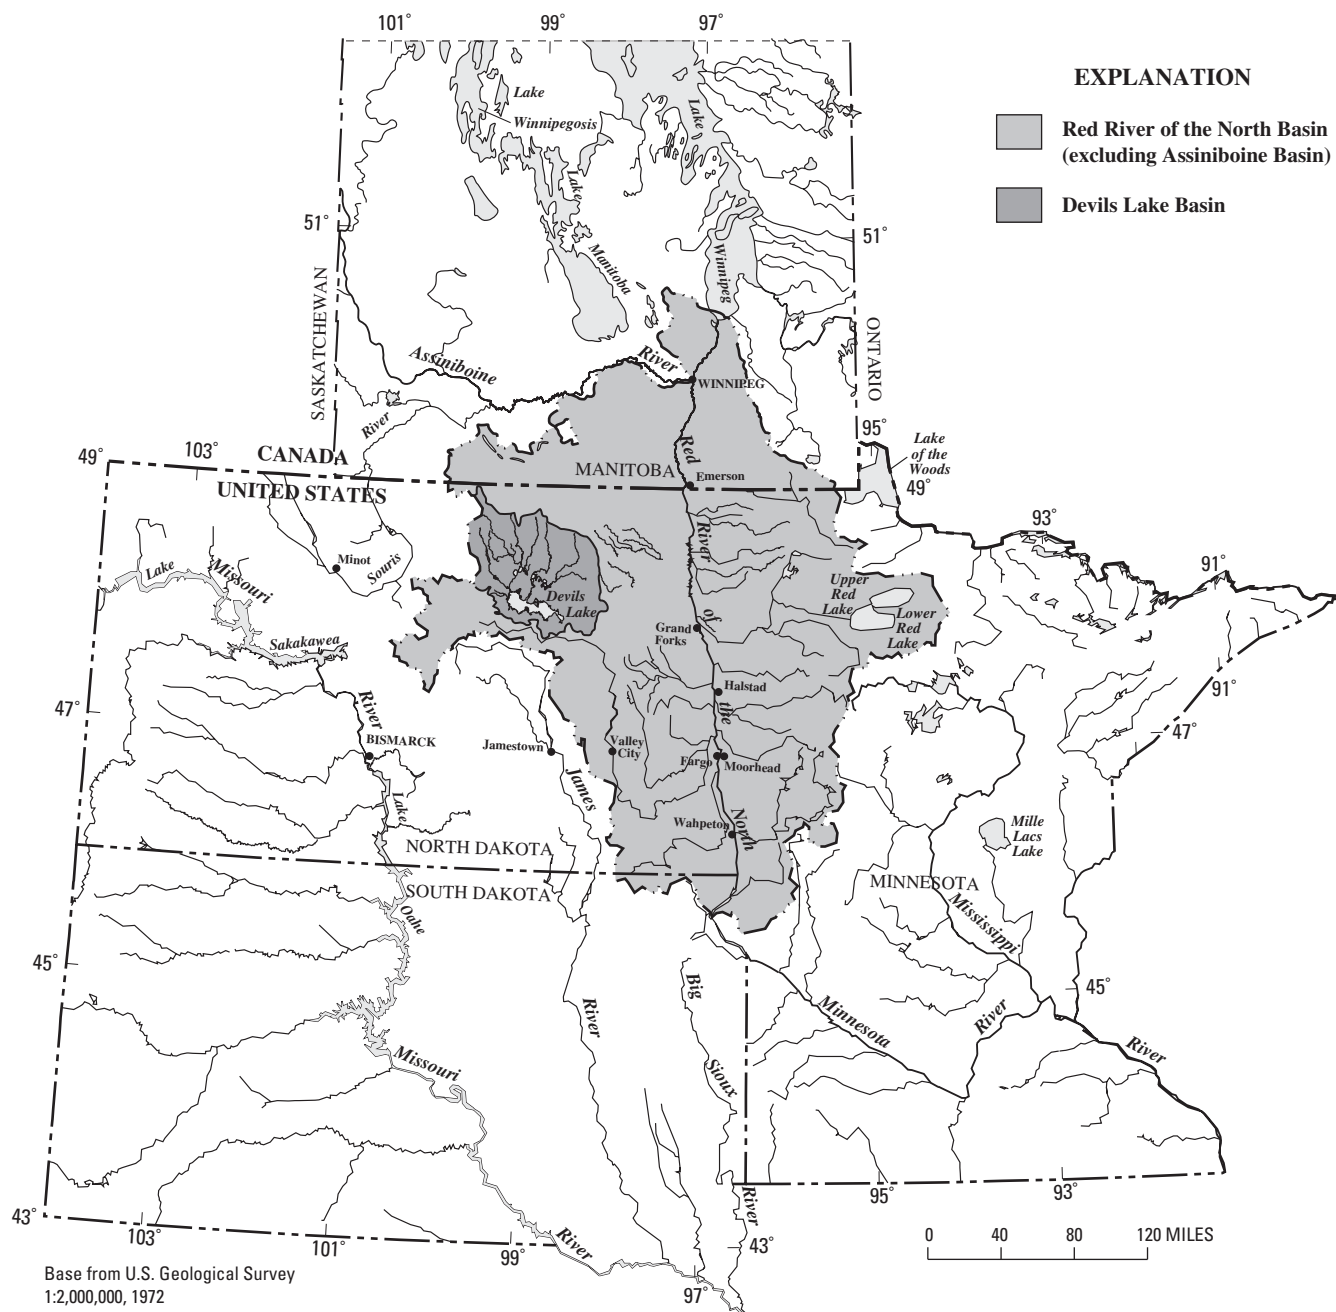 101°
99°
97°
EXPLANATION
Red River of the North Basin
(excluding Assiniboine Basin)
Devils Lake Basin
Lake
Winnipegosis
Lake
Lake
Manitoba
Winnipeg
51°
51°
SASKATCHEWAN
ONTARIO
Assiniboine
River
WINNIPEG
River
95°
Lake
of the
Woods
49°
103°
49°
CANADA
UNITED STATES
MANITOBA
Red
Emerson
River
93°
91°
Minot
Souris
Lake
Missouri
Sakakawea
Devils
Lake
Upper
Red
Lake
Lower
Red
Lake
of
Grand
Forks
Halstad
the
91°
47°
47°
River
BISMARCK
Jamestown
Valley
City
Fargo
Moorhead
James
Lake
Wahpeton
North
Mille
Lacs
Lake
NORTH DAKOTA
SOUTH DAKOTA
MINNESOTA
Oahe
Mississippi
45°
45°
Big
River
Minnesota
River
River
Missouri
Sioux
95°
93°
43°
River
103°
101°
99°
River
43°
97°
0 40 80 120 MILES
Base from U.S. Geological Survey
1:2,000,000, 1972